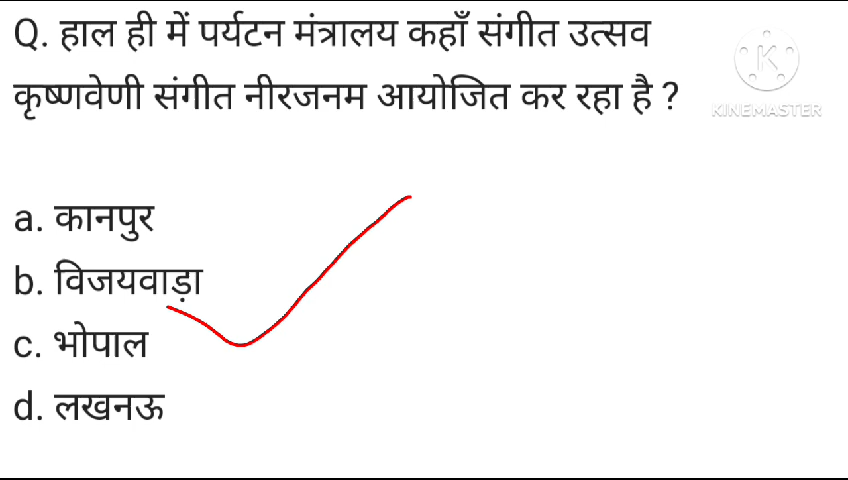 Q. हाल ही में पर्यटन मंत्रालय कहाँ संगीत उत्सव
कृष्णवेणी संगीत नीरजनम आयोजित कर रहा है ?
K
KINEMASTER
a. कानपुर
b. विजयवाड़ा
c. भोपाल
d. लखनऊ